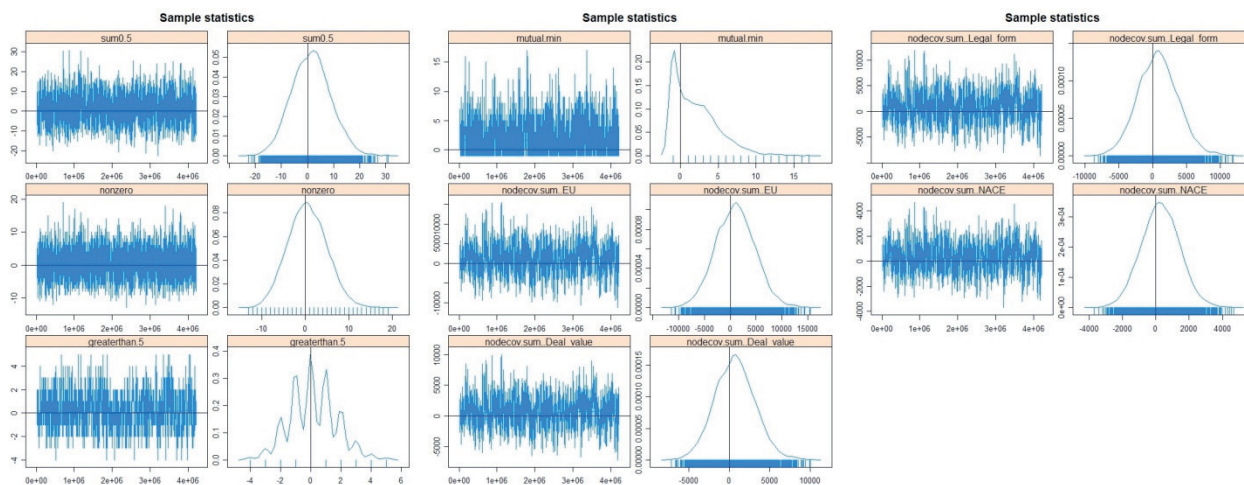 Sample statistics
sum0.5
sum0.5
30
20
10
0
-10
-20
0e+00 1e+06 2e+06 3e+06 4e+06
0.05
0.04
0.03
0.02
0.01
0.00
-20 -10 0 10 20 30
nonzero
nonzero
20
10
0
-10
0e+00 1e+06 2e+06 3e+06 4e+06
0.08
0.06
0.04
0.02
0.00
-10 0 10 20
greaterthan.5
greaterthan.5
4
2
0
-2
-4
0e+00 1e+06 2e+06 3e+06 4e+06
0.4
0.3
0.2
0.1
0.0
-4 -2 0 2 4 6
Sample statistics
mutual.min
mutual.min
15
10
5
0
0e+00 1e+06 2e+06 3e+06 4e+06
0.20
0.15
0.10
0.05
0.00
0 5 10 15
nodecov.sum..EU
nodecov.sum..EU
5000 10000 15000
0
-10000
0e+00 1e+06 2e+06 3e+06 4e+06
0.00008
0.00004
0.00000
-10000 -5000 0 5000 10000 15000
nodecov.sum..Deal value
nodecov.sum..Deal value
10000
5000
0
-5000
0e+00 1e+06 2e+06 3e+06 4e+06
0.00015
0.00010
0.00005
0.00000
-5000 0 5000 10000
Sample statistics
nodecov.sum..Legal form
nodecov.sum..Legal form
10000
5000
0
-5000
0e+00 1e+06 2e+06 3e+06 4e+06
0.00010
0.00005
0.00000
-10000 -5000 0 5000 10000
nodecov.sum..NACE
nodecov.sum..NACE
4000
2000
0
-2000
-4000
0e+00 1e+06 2e+06 3e+06 4e+06
3e-04
2e-04
1e-04
0e+00
-4000 -2000 0 2000 4000